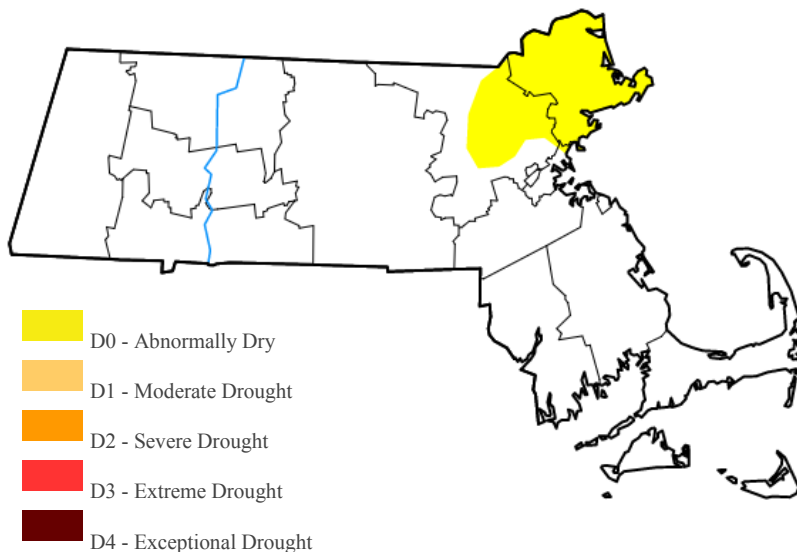 D0 - Abnormally Dry
D1 - Moderate Drought
D2 - Severe Drought
D3 - Extreme Drought
D4 - Exceptional Drought